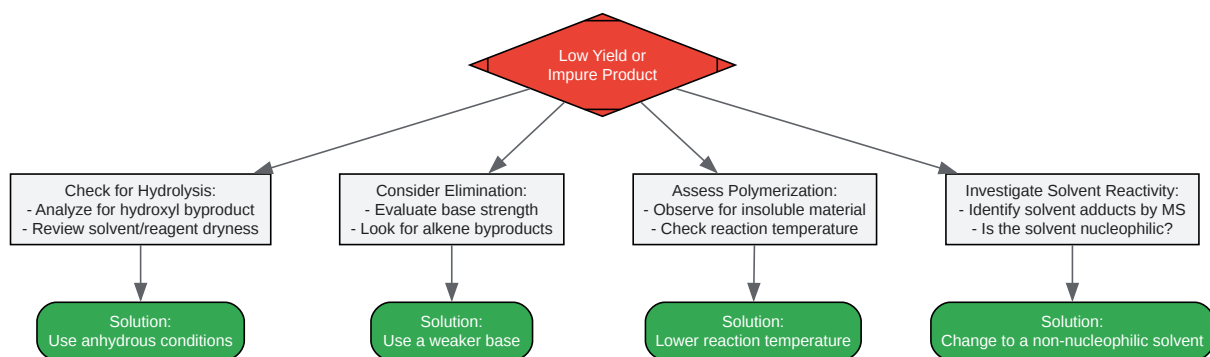 Low Yield or
Impure Product
Check for Hydrolysis:
- Analyze for hydroxyl byproduct
- Review solvent/reagent dryness
Consider Elimination:
- Evaluate base strength
- Look for alkene byproducts
Assess Polymerization:
- Observe for insoluble material
- Check reaction temperature
Investigate Solvent Reactivity:
- Identify solvent adducts by MS
- Is the solvent nucleophilic?
Solution:
Use anhydrous conditions
Solution:
Use a weaker base
Solution:
Lower reaction temperature
Solution:
Change to a non-nucleophilic solvent